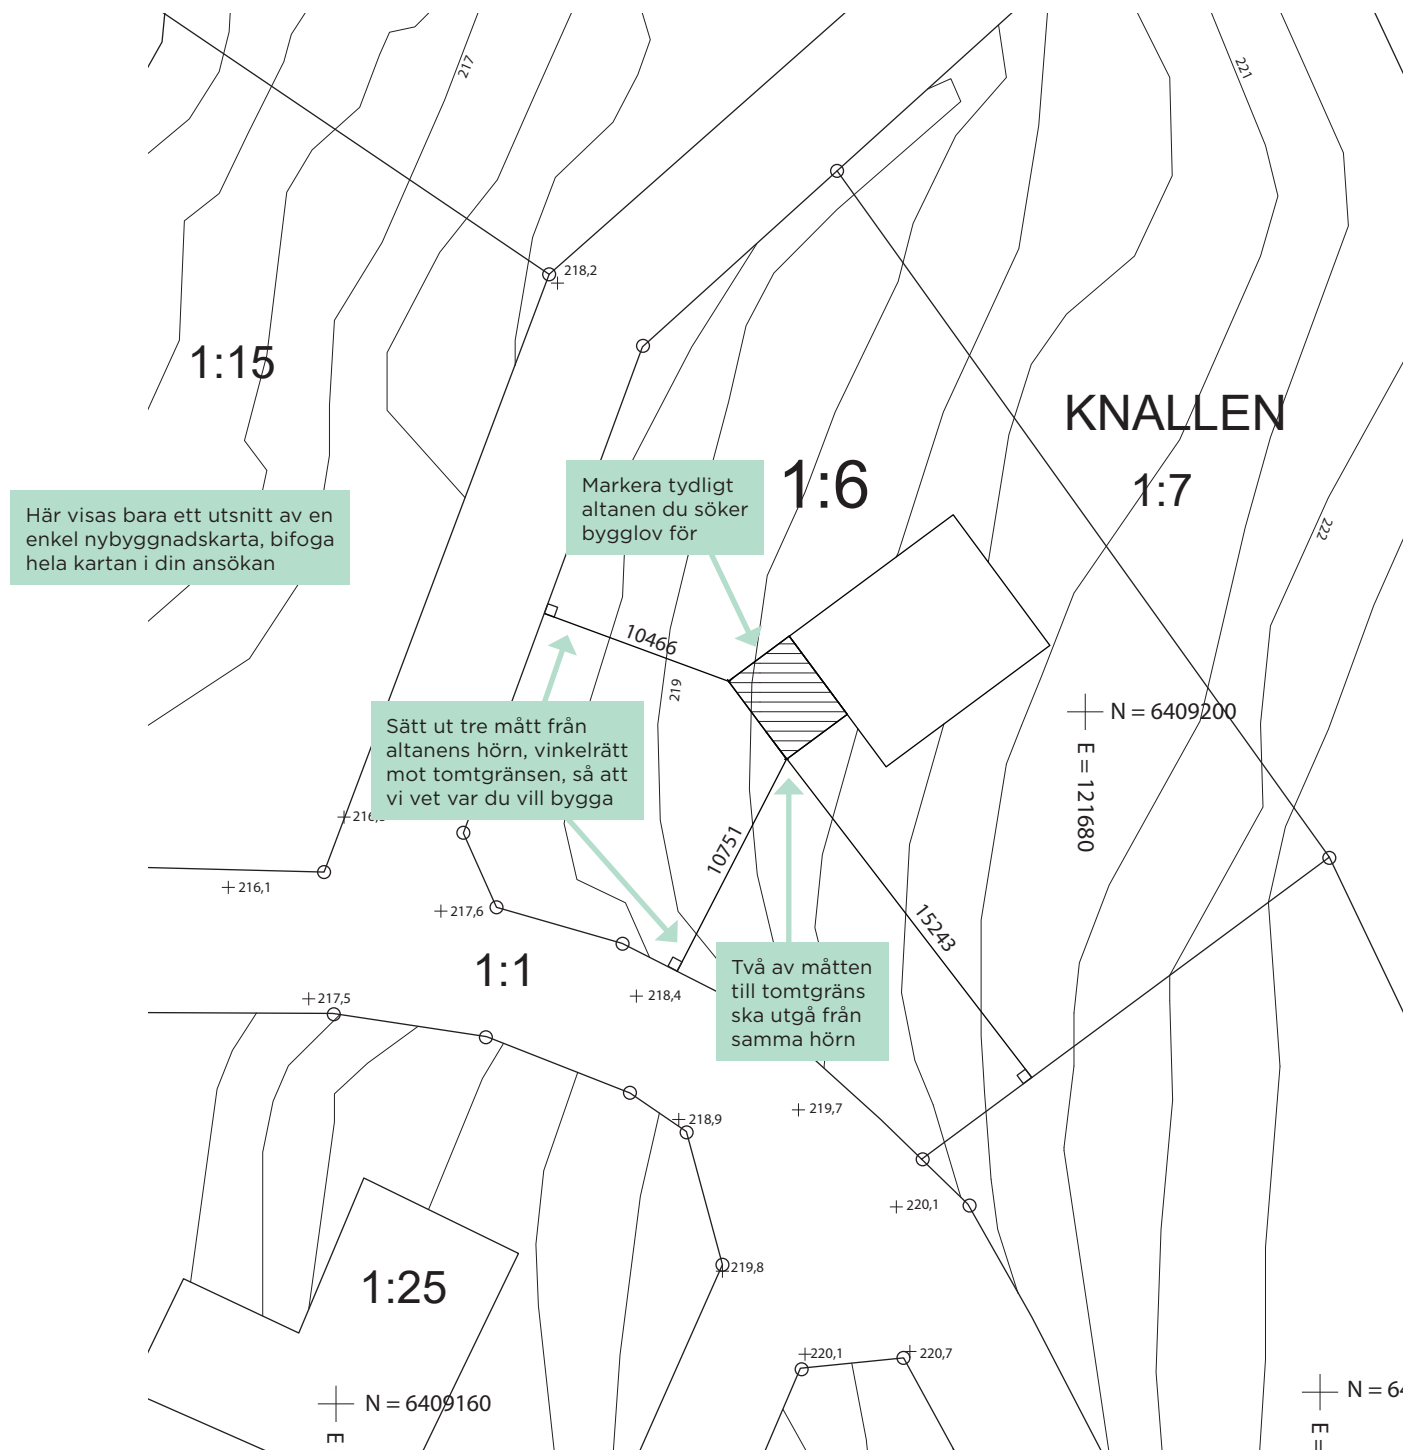 217
221
218,2
1:15
KNALLEN
1:6
1:7
Markera tydligt
altanen du söker
bygglov för
Här visas bara ett utsnitt av en
enkel nybyggnadskarta, bifoga
hela kartan i din ansökan
222
10466
219
N = 6409200
E = 121680
Sätt ut tre mått från
altanens hörn, vinkelrätt
mot tomtgränsen, så att
vi vet var du vill bygga
10751
216,1
217,6
15243
1:1
Två av måtten
till tomtgräns
ska utgå från
samma hörn
217,5
218,4
218,9
219,7
220,1
219,8
1:25
220,1
220,7
N = 6409160
E
N = 64
E =